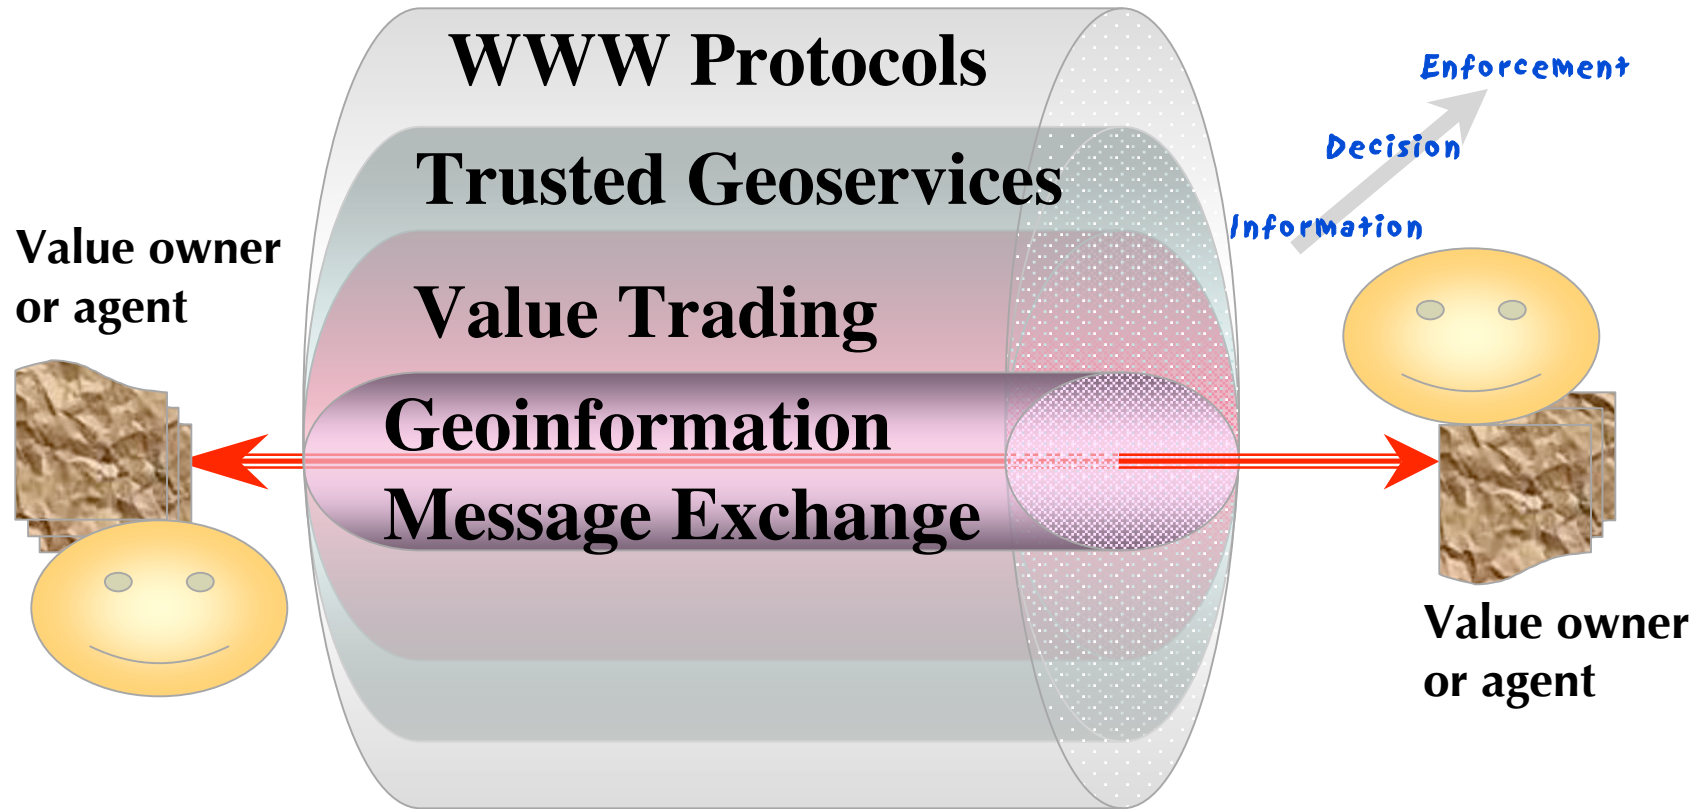 WWW Protocols
Enforcement
Decision
Trusted Geoservices
Information
Value owner
or agent
Value Trading
Geoinformation
Message Exchange
Value owner
or agent